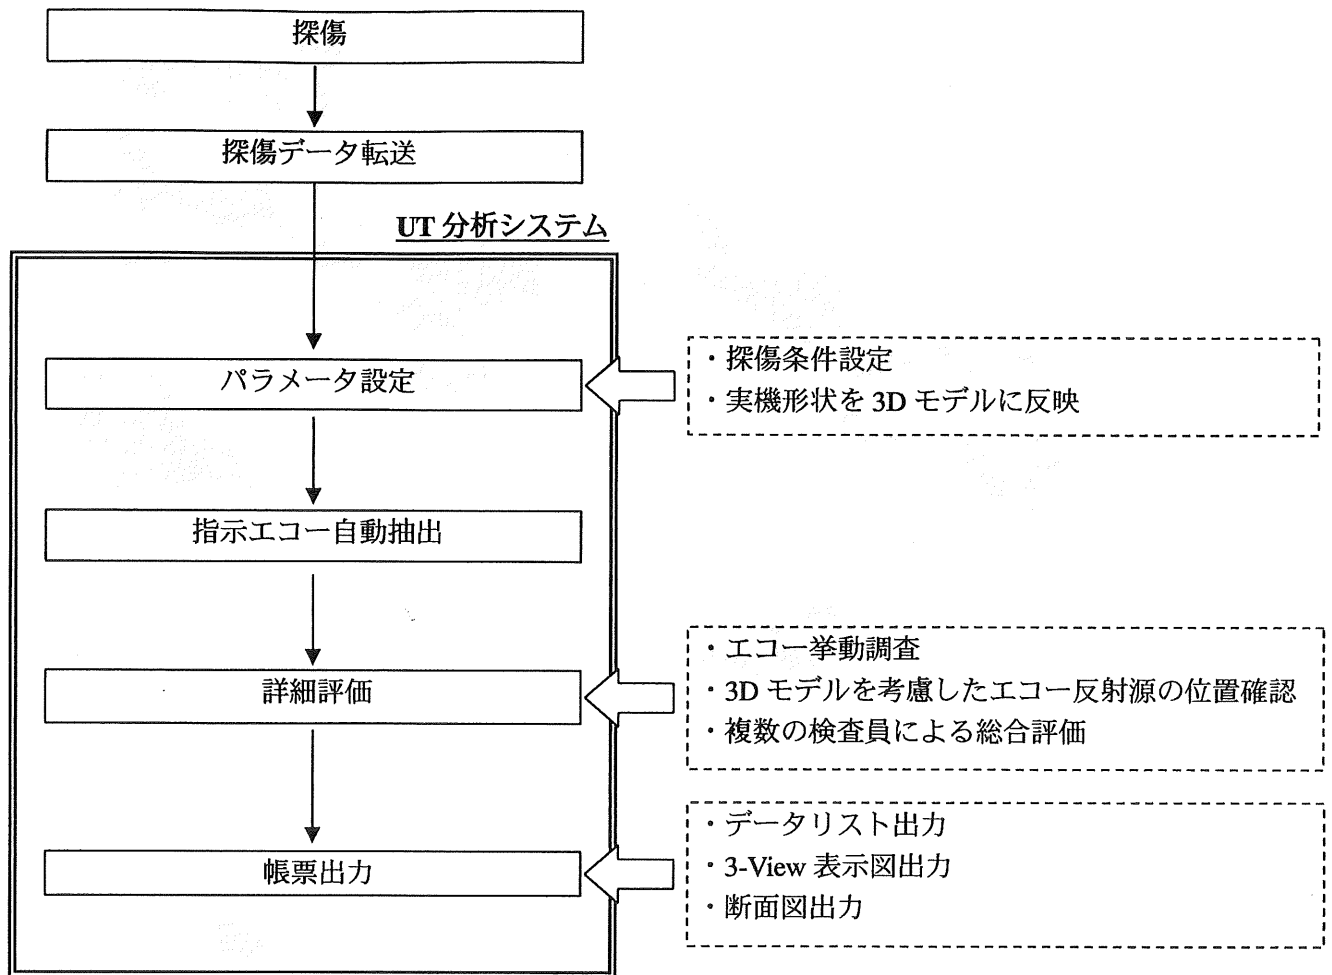 探傷
探傷データ転送
UT 分析システム
パラメータ設定
・探傷条件設定
・実機形状を 3D モデルに反映
指示エコー自動抽出
詳細評価
・エコー挙動調査
・3D モデルを考慮したエコー反射源の位置確認
・複数の検査員による総合評価
帳票出力
・データリスト出力
・3-View 表示図出力
・断面図出力